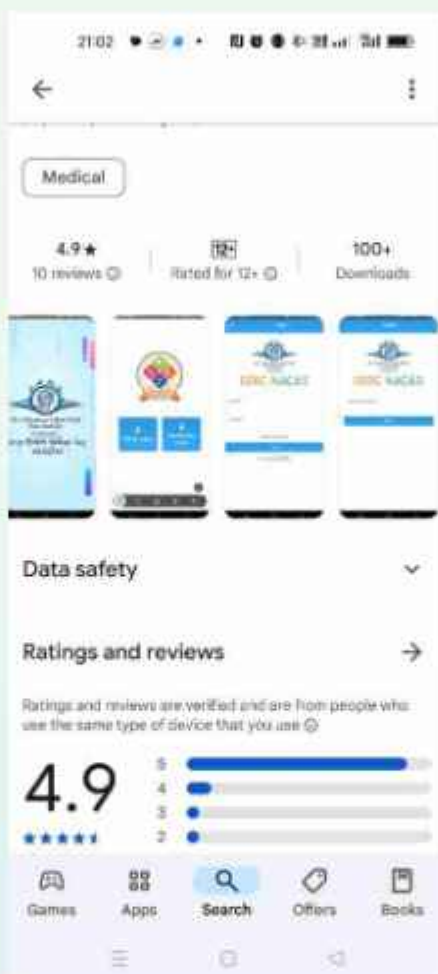 21:02
Medical
4.9★
10 reviews
12+
Rated for 12+
100+
Downloads
Data safety
Ratings and reviews
Ratings and reviews are verified and are from people who
use the same type of device that you use
4.9
5
4
3
2
Games
Apps
Search
Offers
Books